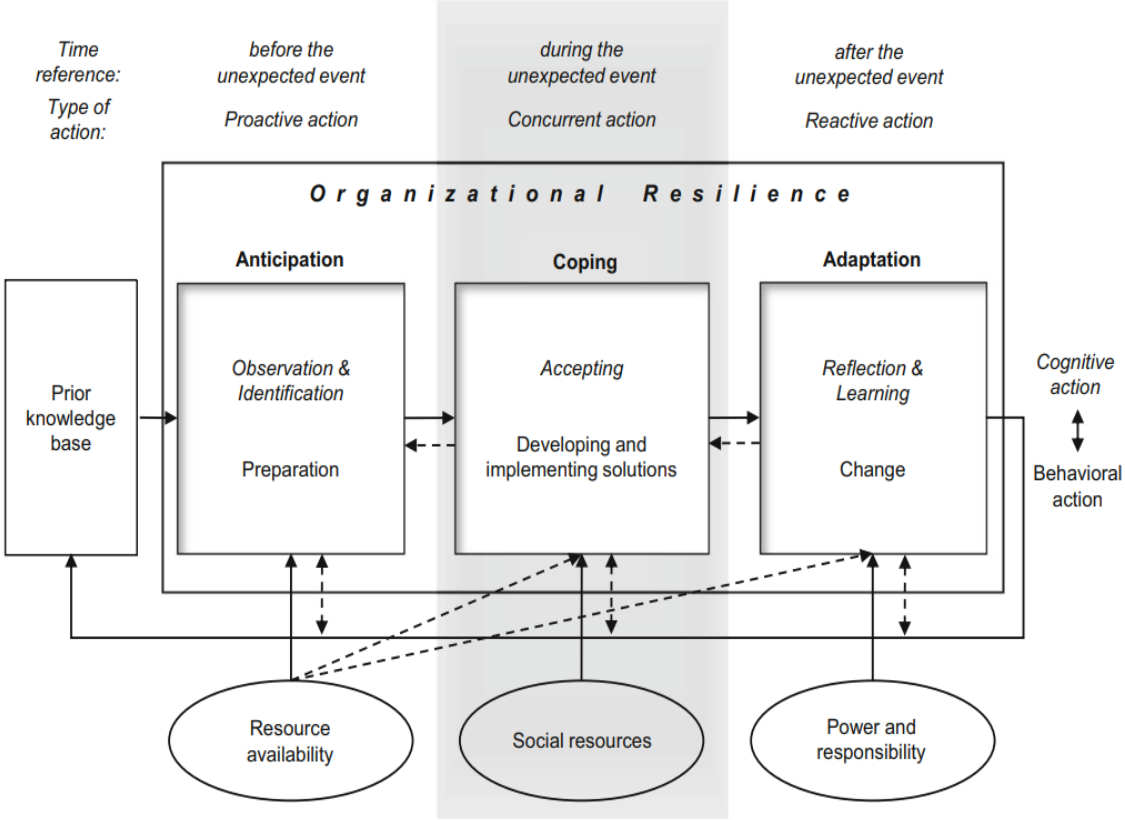 Time
reference:
before the
unexpected event
during the
unexpected event
after the
unexpected event
Type of
action:
Proactive action
Concurrent action
Reactive action
Organizational Resilience
Anticipation
Coping
Adaptation
Prior
knowledge
base
Observation &
Identification
Preparation
Accepting
Developing and
implementing solutions
Reflection &
Learning
Change
Cognitive
action
Behavioral
action
Resource
availability
Social resources
Power and
responsibility